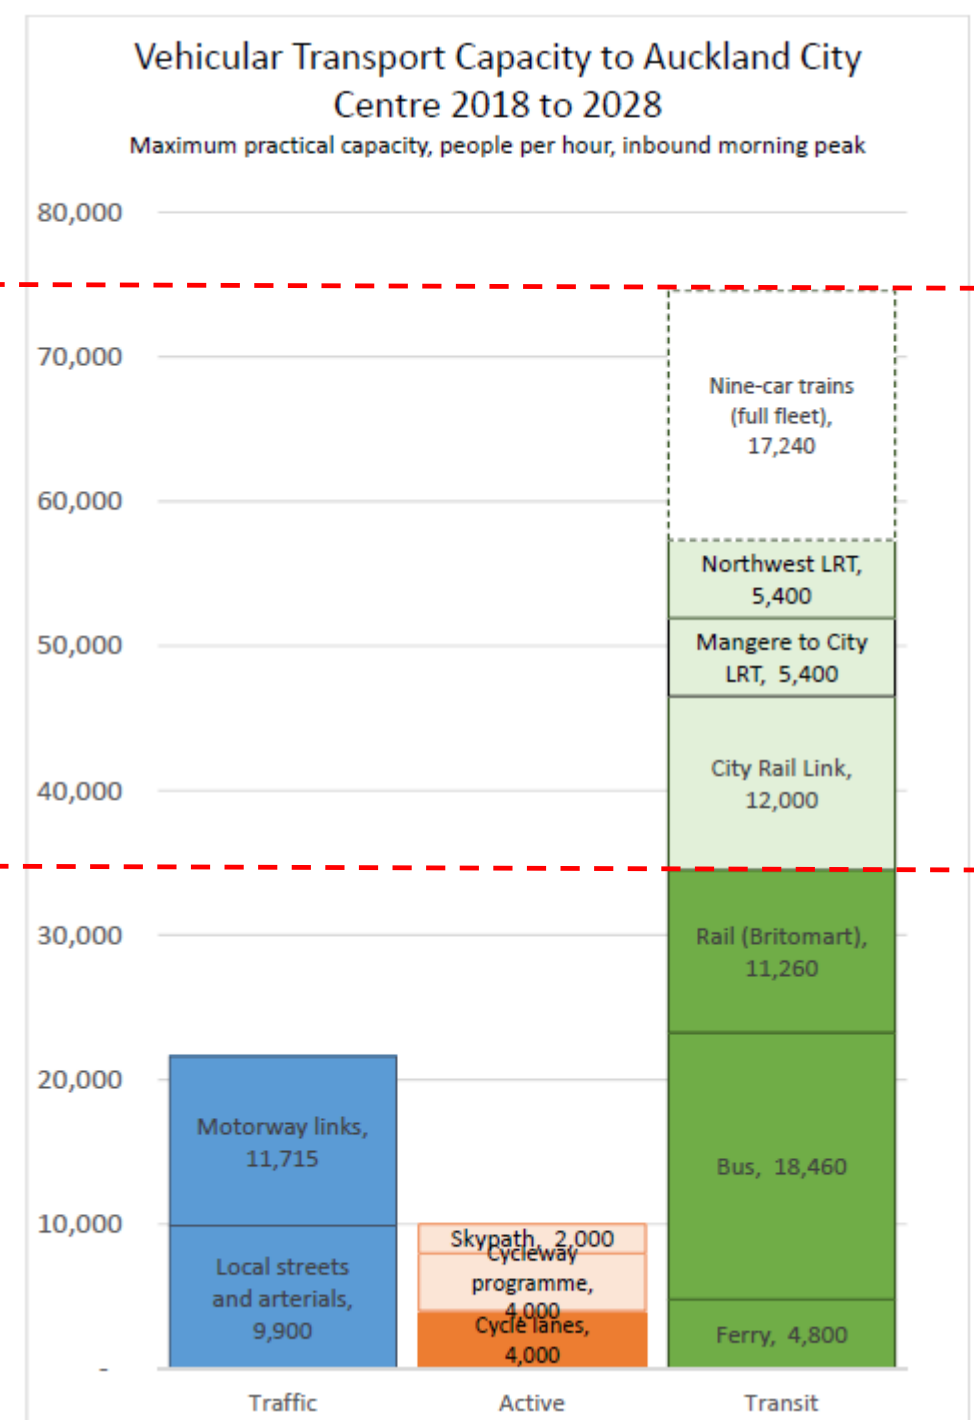 Vehicular Transport Capacity to Auckland City
Centre 2018 to 2028
Maximum practical capacity, people per hour, inbound morning peak
80,000
70,000
60,000
50,000
40,000
30,000
20,000
10,000
-
Motorway links,
11,715
Local streets
and arterials,
9,900
Skypath, 2,000
Cycleway
programme,
4,000
Cycle lanes,
4,000
Nine-car trains
(full fleet),
17,240
Northwest LRT,
5,400
Mangere to City
LRT, 5,400
City Rail Link,
12,000
Rail (Britomart),
11,260
Bus, 18,460
Ferry, 4,800
Traffic
Active
Transit